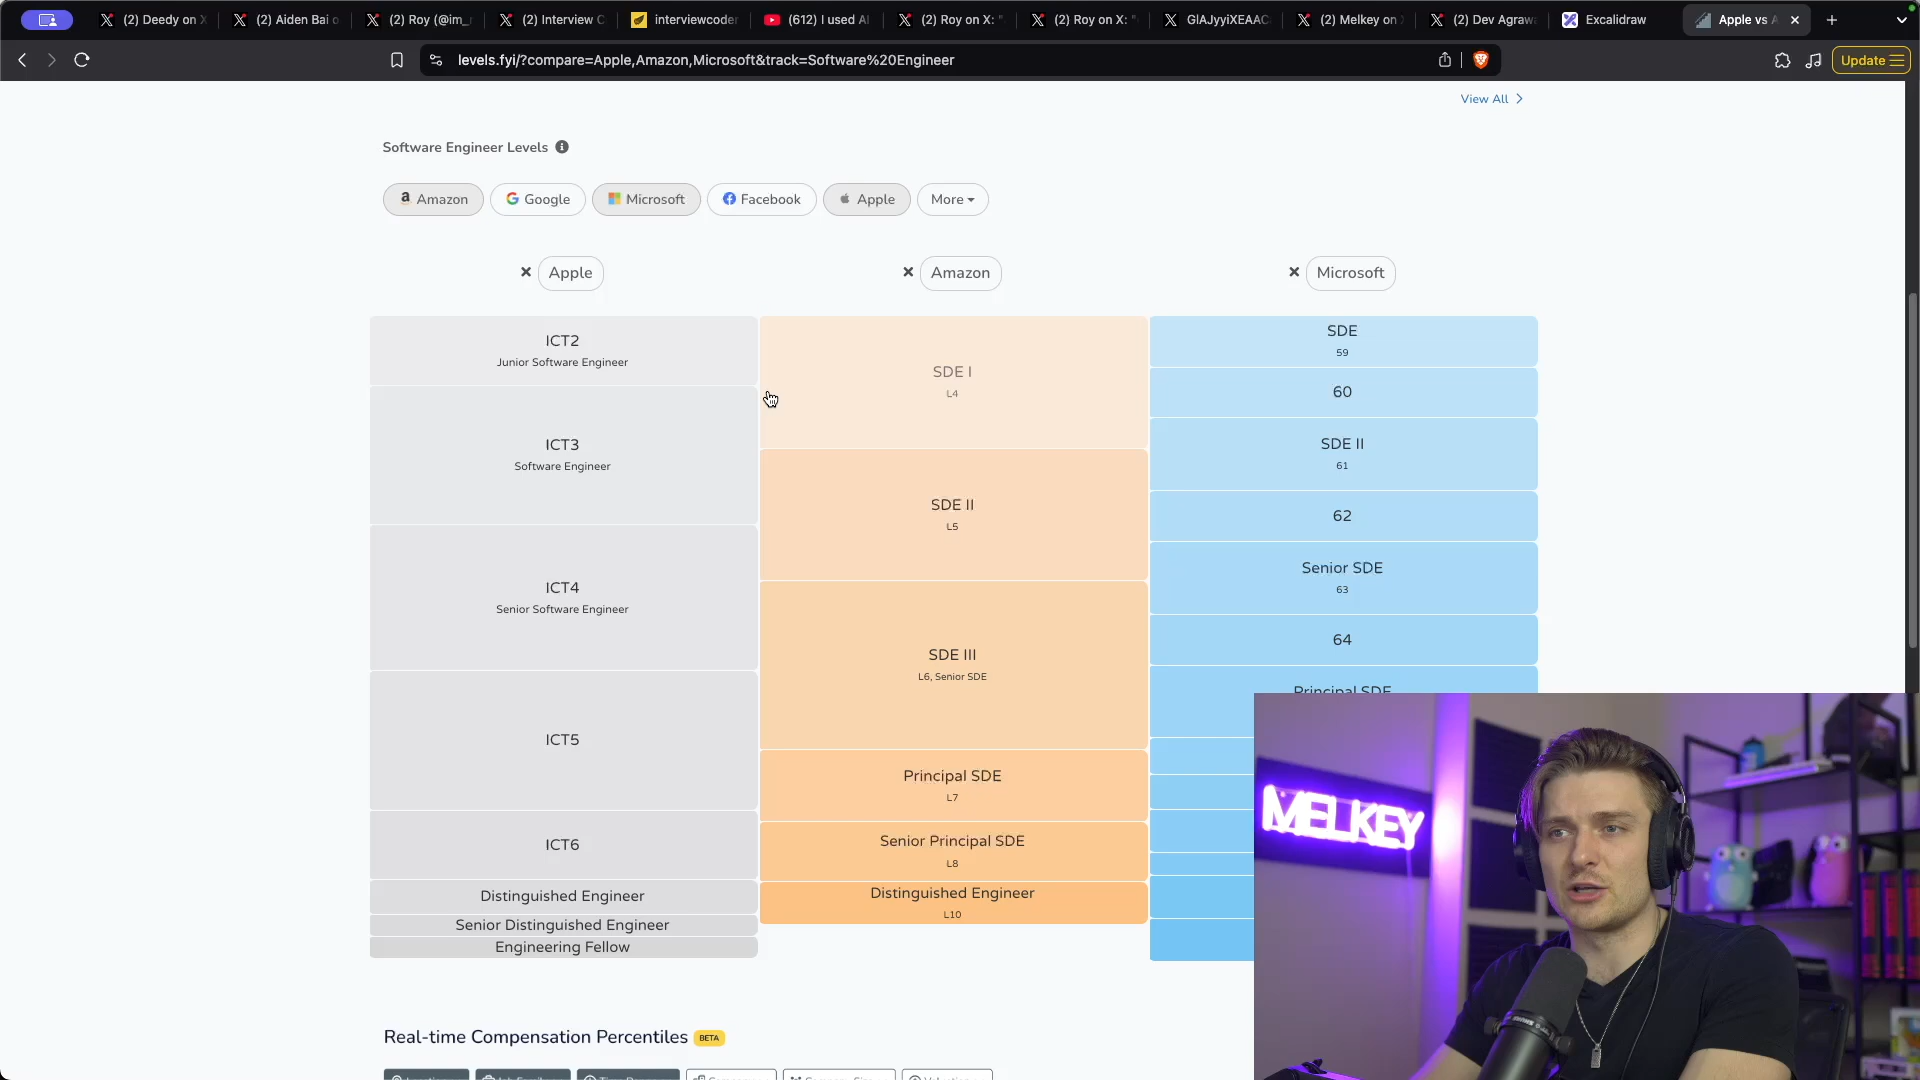 (2) Deedy on X
(2) Aiden Bai o
(2) Roy (@im_
(2) Interview C
interviewcoder
(612) I used AI
(2) Roy on X: "
(2) Roy on X: "
GlAJyyiXEAAC
(2) Melkey on X
(2) Dev Agrawa
Excalidraw
Apple vs A
levels.fyi/?compare=Apple,Amazon,Microsoft&track=Software%20Engineer
Update
View All
Software Engineer Levels
Amazon
Google
Microsoft
Facebook
Apple
More
Apple
Amazon
Microsoft
ICT2
Junior Software Engineer
ICT3
Software Engineer
ICT4
Senior Software Engineer
ICT5
ICT6
Distinguished Engineer
Senior Distinguished Engineer
Engineering Fellow
SDE I
L4
SDE II
L5
SDE III
L6, Senior SDE
Principal SDE
L7
Senior Principal SDE
L8
Distinguished Engineer
L10
SDE
59
60
SDE II
61
62
Senior SDE
63
64
Principal SDE
MELKEY
Real-time Compensation Percentiles BETA